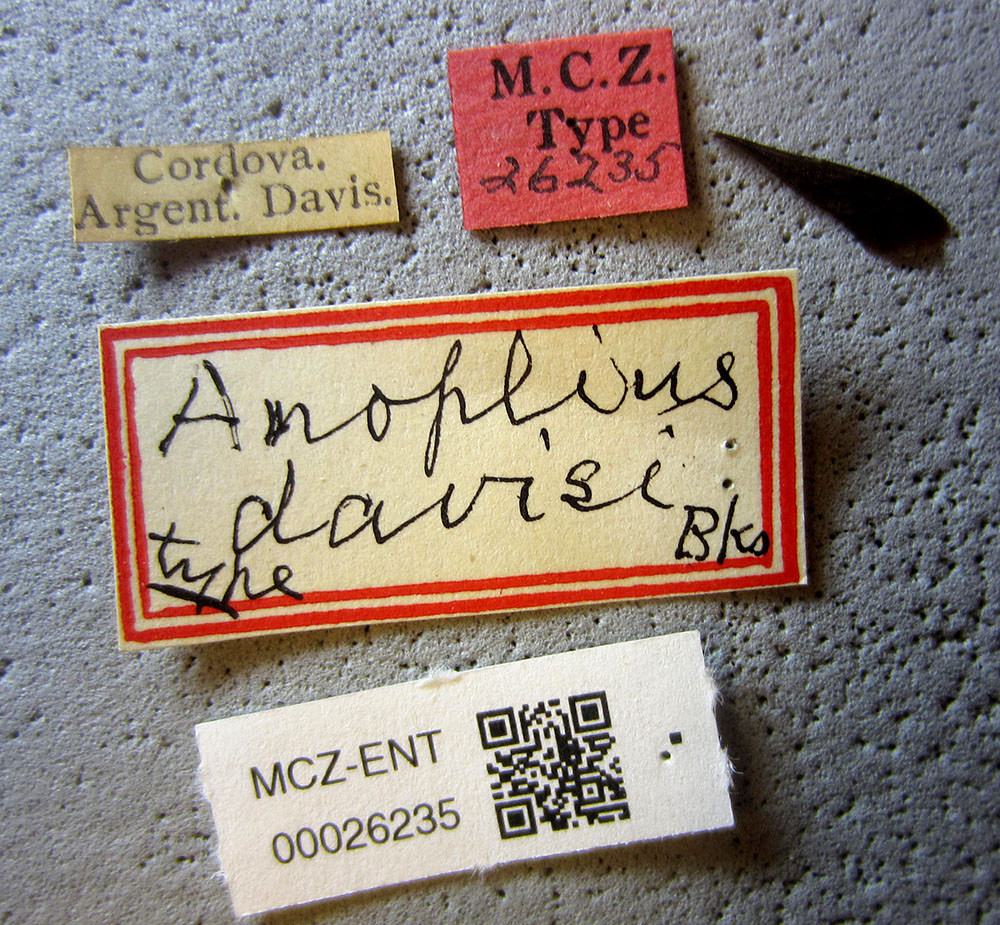 Cordova.
Argent. Davis.
M.C.Z.
Type
26235
Anoplius
davisi
type
Bks
MCZ-ENT
00026235